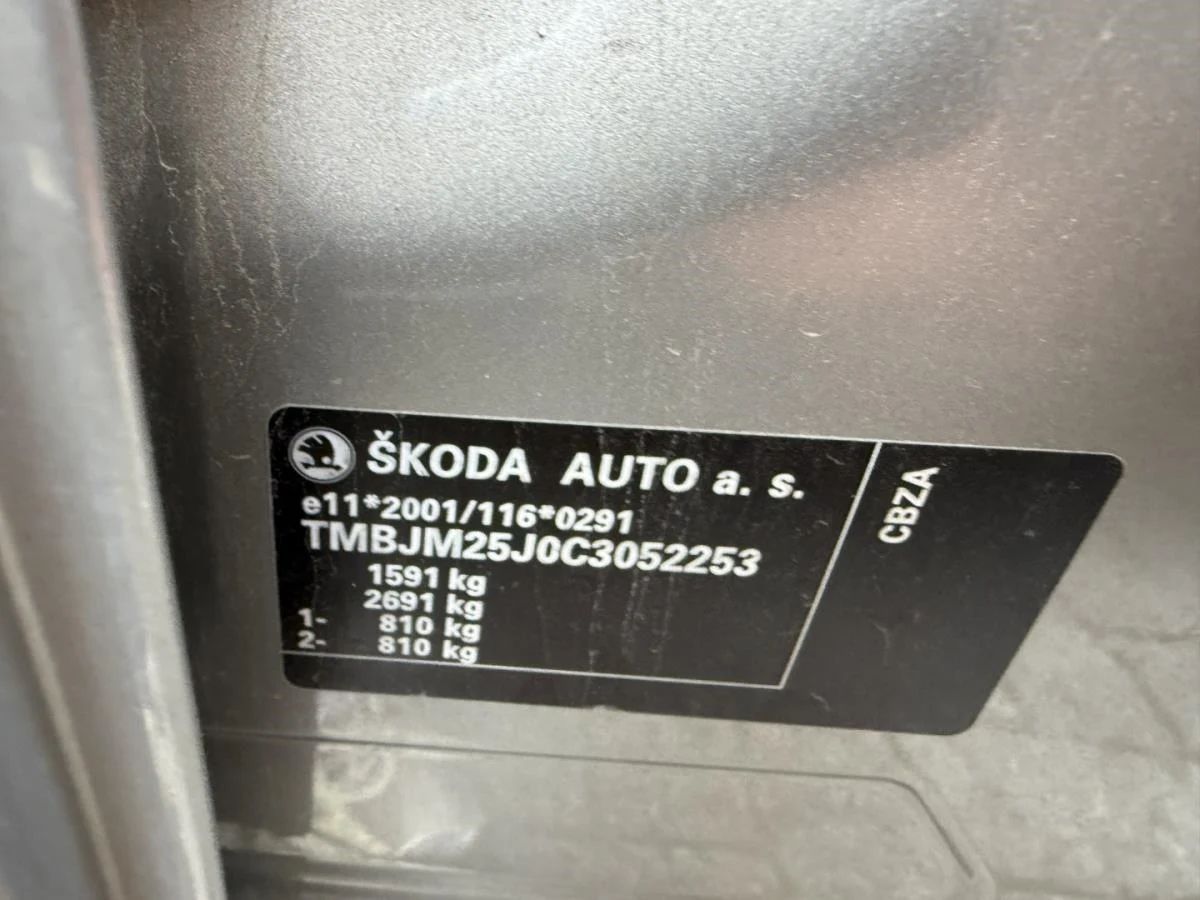 ŠKODA AUTO a. s.
e11*2001/116*0291
TMBJM25J0C3052253
1591 kg
2691 kg
1- 810 kg
2- 810 kg
CBZA